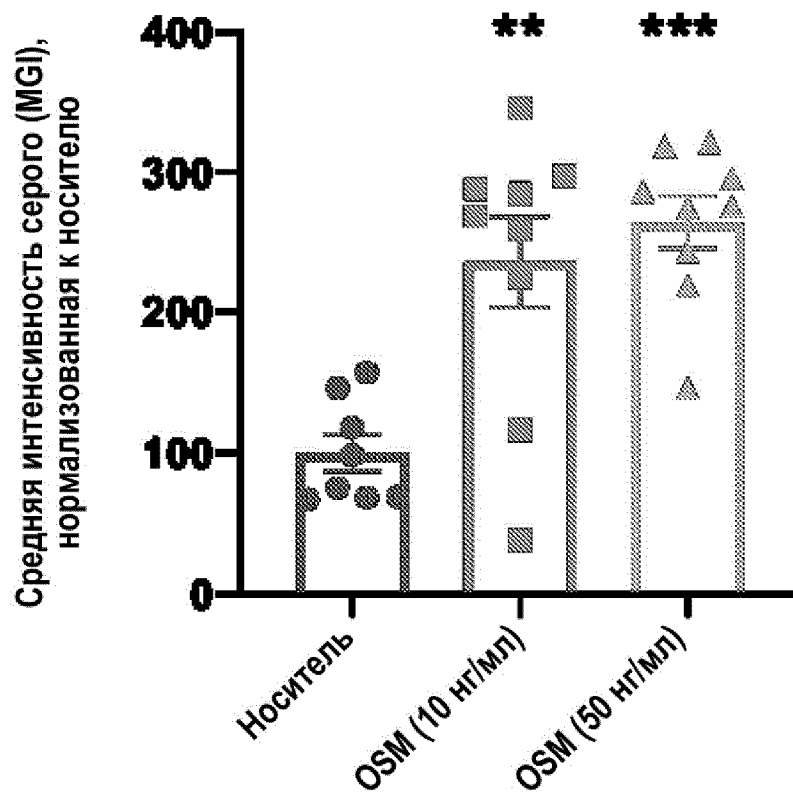 Средняя интенсивность серого (MGI),
нормализованная к носителю
400
300
200
100
0
**
***
Носитель
OSM (10 нг/мл)
OSM (50 нг/мл)